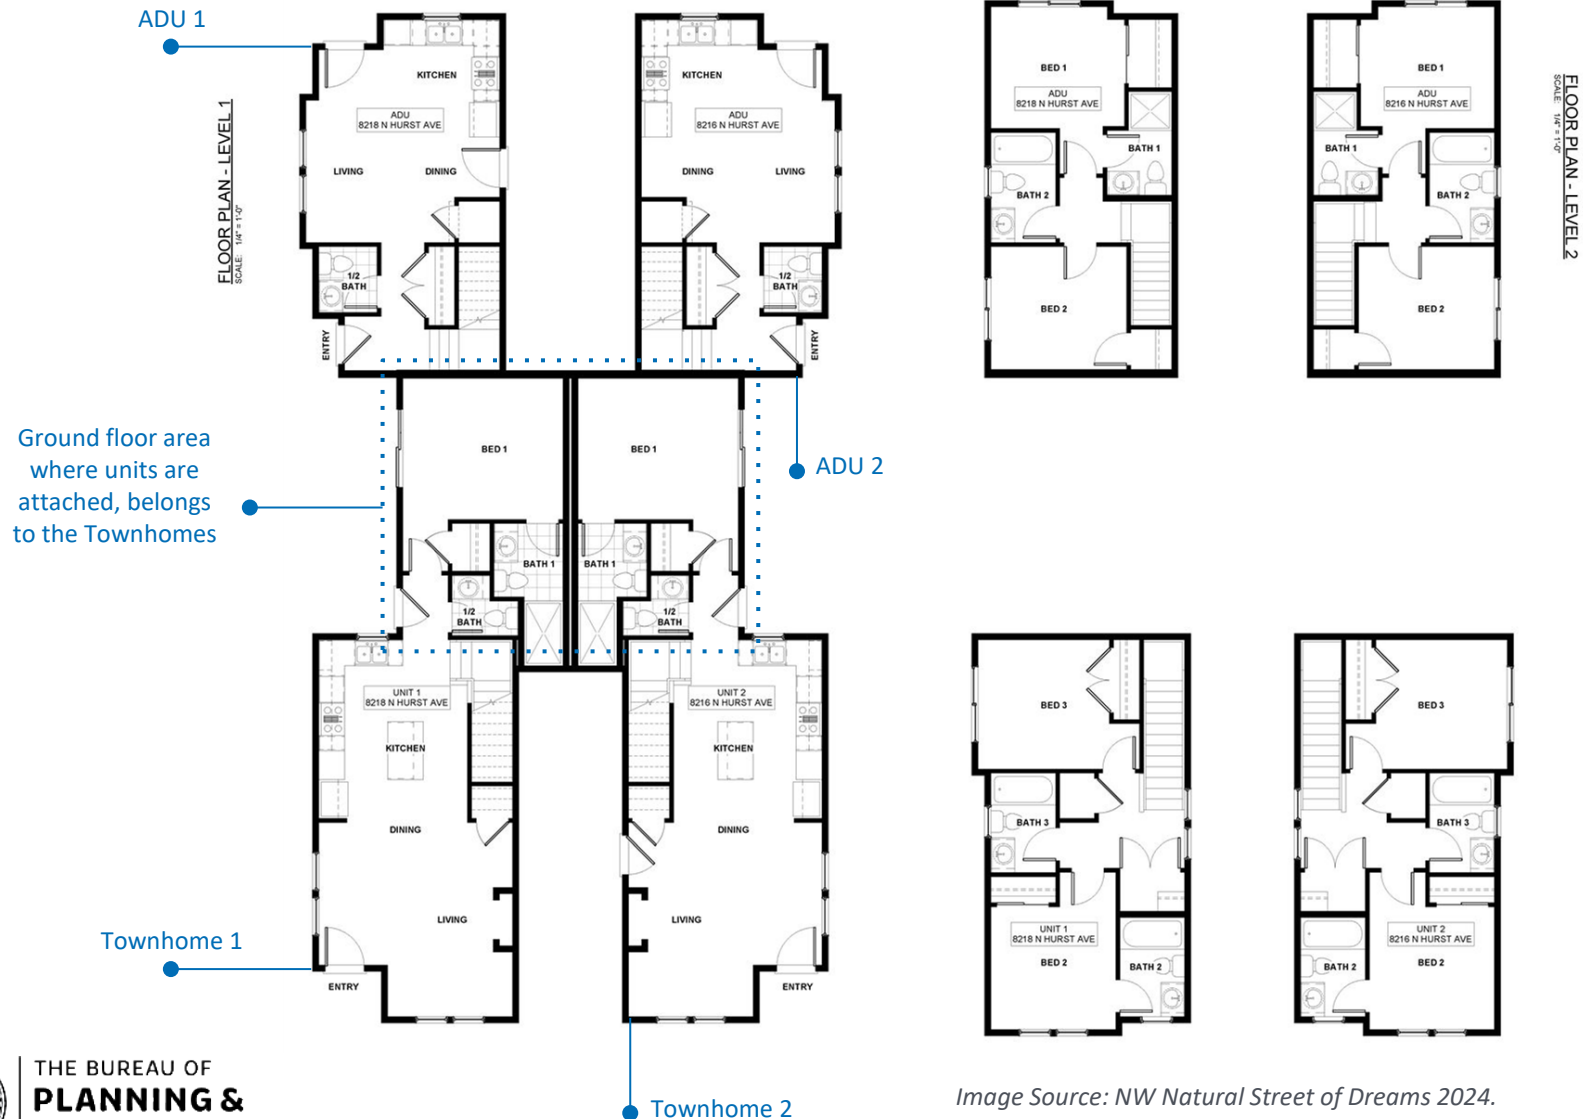 ADU 1
FLOOR PLAN - LEVEL 1
SCALE: 1/4" = 1'-0"
KITCHEN
ADU
8218 N HURST AVE
LIVING
DINING
1/2
BATH
ENTRY
KITCHEN
ADU
8216 N HURST AVE
DINING
LIVING
1/2
BATH
ENTRY
BED 1
ADU
8218 N HURST AVE
BATH 1
BATH 2
BED 2
BED 1
ADU
8216 N HURST AVE
BATH 1
BATH 2
BED 2
FLOOR PLAN - LEVEL 2
SCALE: 1/4" = 1'-0"
Ground floor area
where units are
attached, belongs
to the Townhomes
ADU 2
BED 1
BED 1
BATH 1
BATH 1
1/2
BATH
1/2
BATH
UNIT 1
8218 N HURST AVE
KITCHEN
DINING
LIVING
ENTRY
UNIT 2
8216 N HURST AVE
KITCHEN
DINING
LIVING
ENTRY
Townhome 1
Townhome 2
BED 3
BATH 3
UNIT 1
8218 N HURST AVE
BED 2
BATH 2
BED 3
BATH 3
UNIT 2
8216 N HURST AVE
BED 2
BATH 2
THE BUREAU OF
PLANNING &
Image Source: NW Natural Street of Dreams 2024.